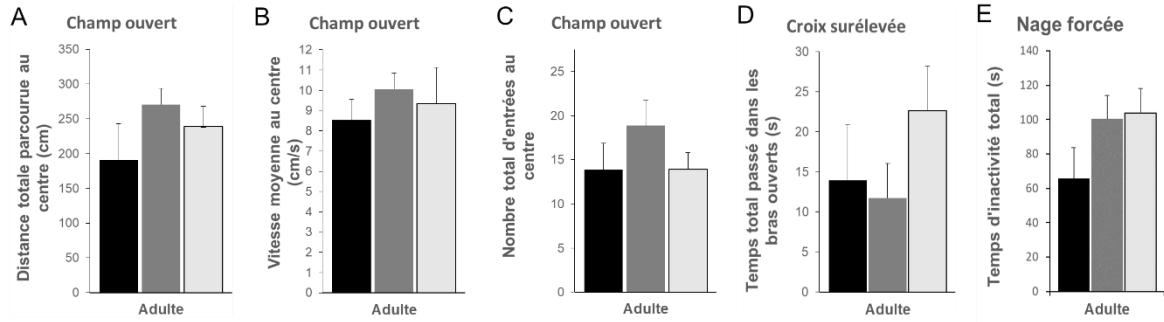 A
Champ ouvert
Distance totale parcourue au
centre (cm)
350
300
250
200
150
100
50
0
Adulte
B
Champ ouvert
Vitesse moyenne au centre
(cm/s)
12
11
10
9
8
7
6
5
4
3
2
1
0
Adulte
C
Champ ouvert
Nombre total d'entrées au
centre
25
20
15
10
5
0
Adulte
D
Croix surélevée
Temps total passé dans les
bras ouverts (s)
30
25
20
15
10
5
0
Adulte
E
Nage forcée
Temps d'inactivité total (s)
140
120
100
80
60
40
20
0
Adulte